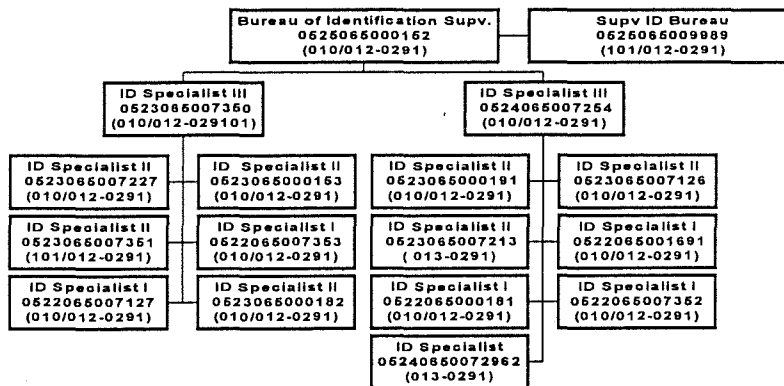 Bureau of Identification Supv.
0525065000152
(010/012-0291)
Supv ID Bureau
0525065009989
(101/012-0291)
ID Specialist III
0523065007350
(010/012-029101)
ID Specialist III
0524065007254
(010/012-0291)
ID Specialist II
0523065007227
(010/012-0291)
ID Specialist II
0523065000153
(010/012-0291)
ID Specialist II
0523065000191
(010/012-0291)
ID Specialist II
0523065007126
(010/012-0291)
ID Specialist II
0523065007351
(101/012-0291)
ID Specialist I
0522065007353
(010/012-0291)
ID Specialist II
0523065007213
(013-0291)
ID Specialist I
0522065001691
(010/012-0291)
ID Specialist I
0522065007127
(010/012-0291)
ID Specialist II
0523065000182
(010/012-0291)
ID Specialist I
0522065000181
(010/012-0291)
ID Specialist I
0522065007352
(010/012-0291)
ID Specialist
05240650072962
(013-0291)